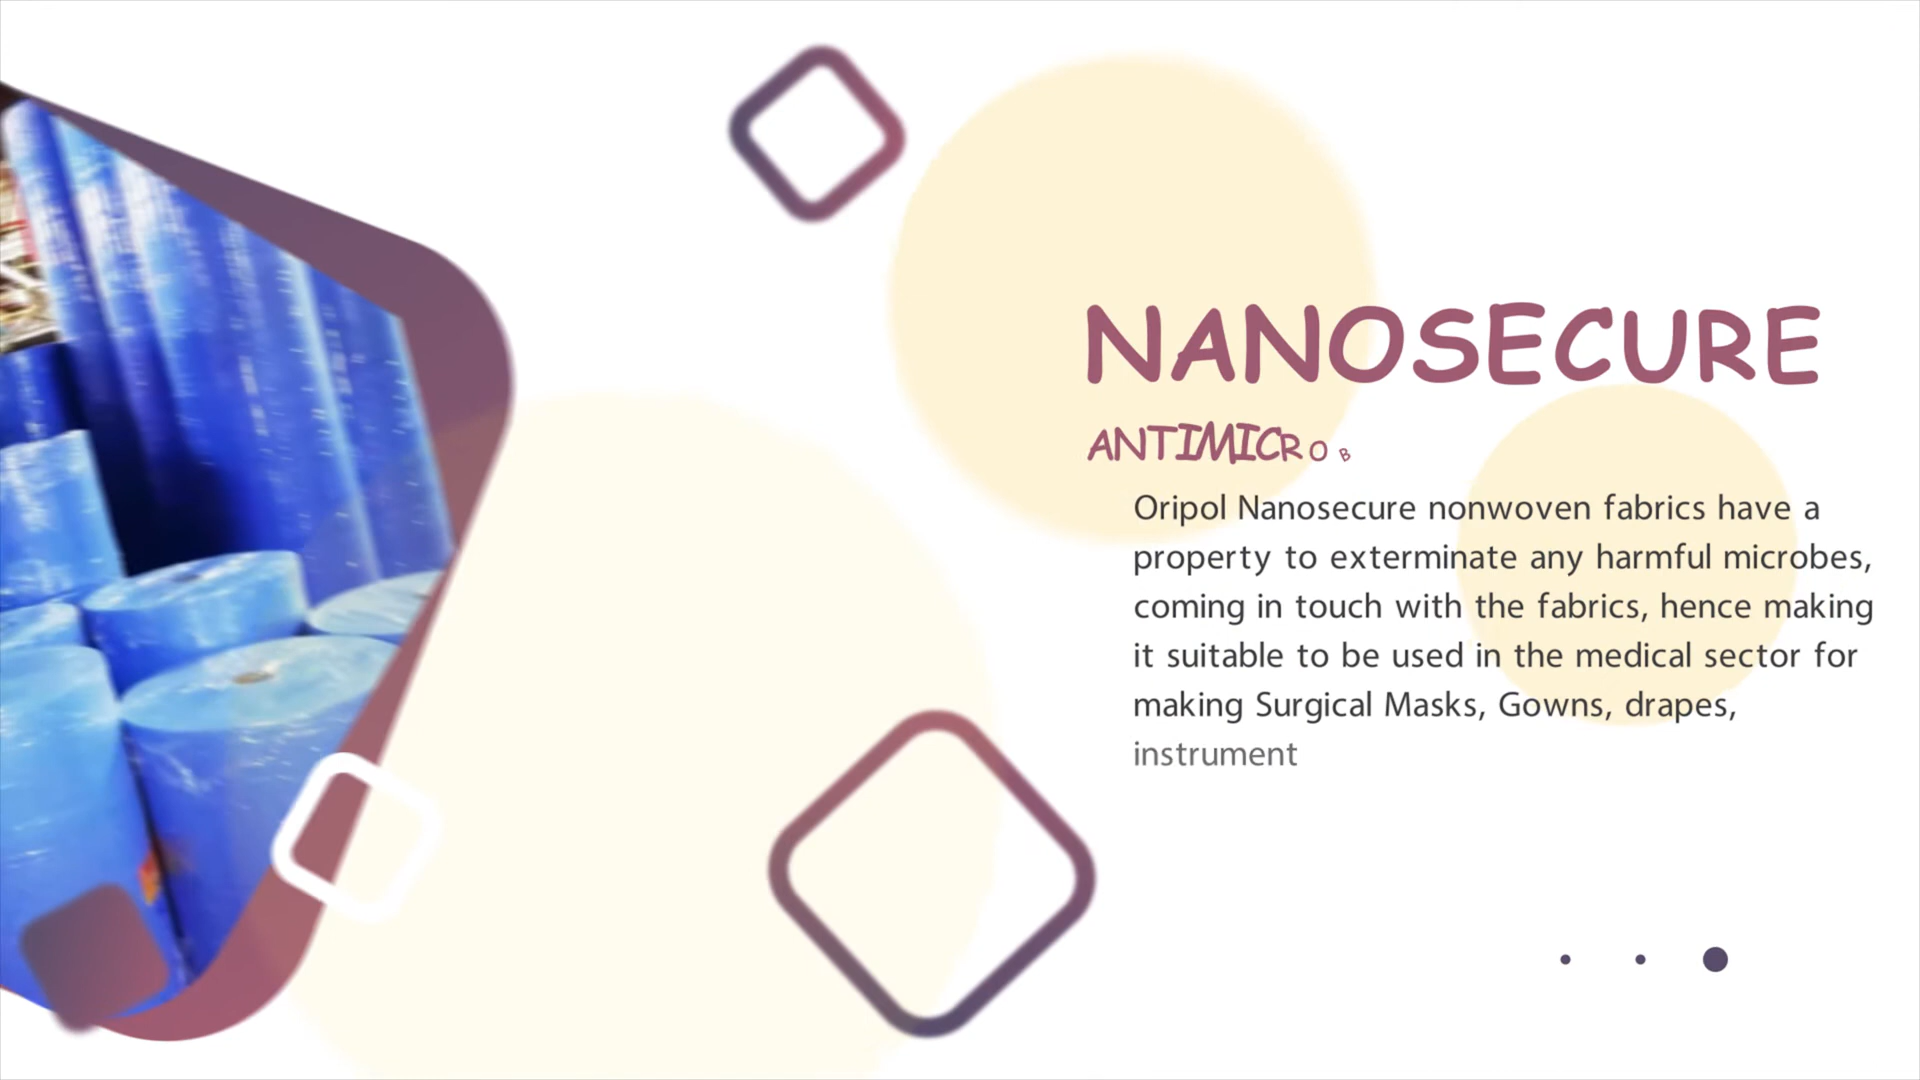 NANOSECURE
ANTIMICROB
Oripol Nanosecure nonwoven fabrics have a
property to exterminate any harmful microbes,
coming in touch with the fabrics, hence making
it suitable to be used in the medical sector for
making Surgical Masks, Gowns, drapes,
instrument